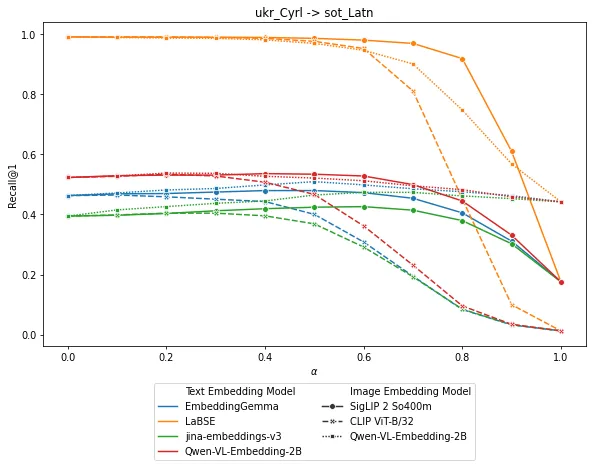 ukr_Cyrl -> sot_Latn
Recall@1
1.0
0.8
0.6
0.4
0.2
0.0
0.0 0.2 0.4 0.6 0.8 1.0
α
Text Embedding Model
EmbeddingGemma
LaBSE
jina-embeddings-v3
Qwen-VL-Embedding-2B
Image Embedding Model
SigLIP 2 So400m
CLIP ViT-B/32
Qwen-VL-Embedding-2B